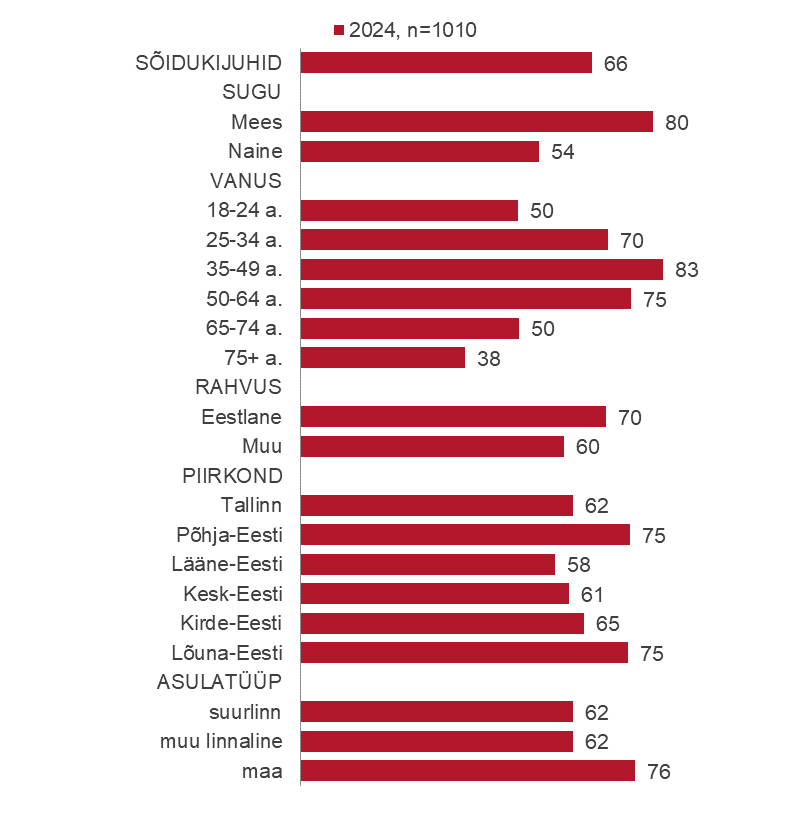 2024, n=1010
SÕIDUKIJUHID 66
SUGU
Mees 80
Naine 54
VANUS
18-24 a. 50
25-34 a. 70
35-49 a. 83
50-64 a. 75
65-74 a. 50
75+ a. 38
RAHVUS
Eestlane 70
Muu 60
PIIRKOND
Tallinn 62
Põhja-Eesti 75
Lääne-Eesti 58
Kesk-Eesti 61
Kirde-Eesti 65
Lõuna-Eesti 75
ASULATÜÜP
suurlinn 62
muu linnaline 62
maa 76